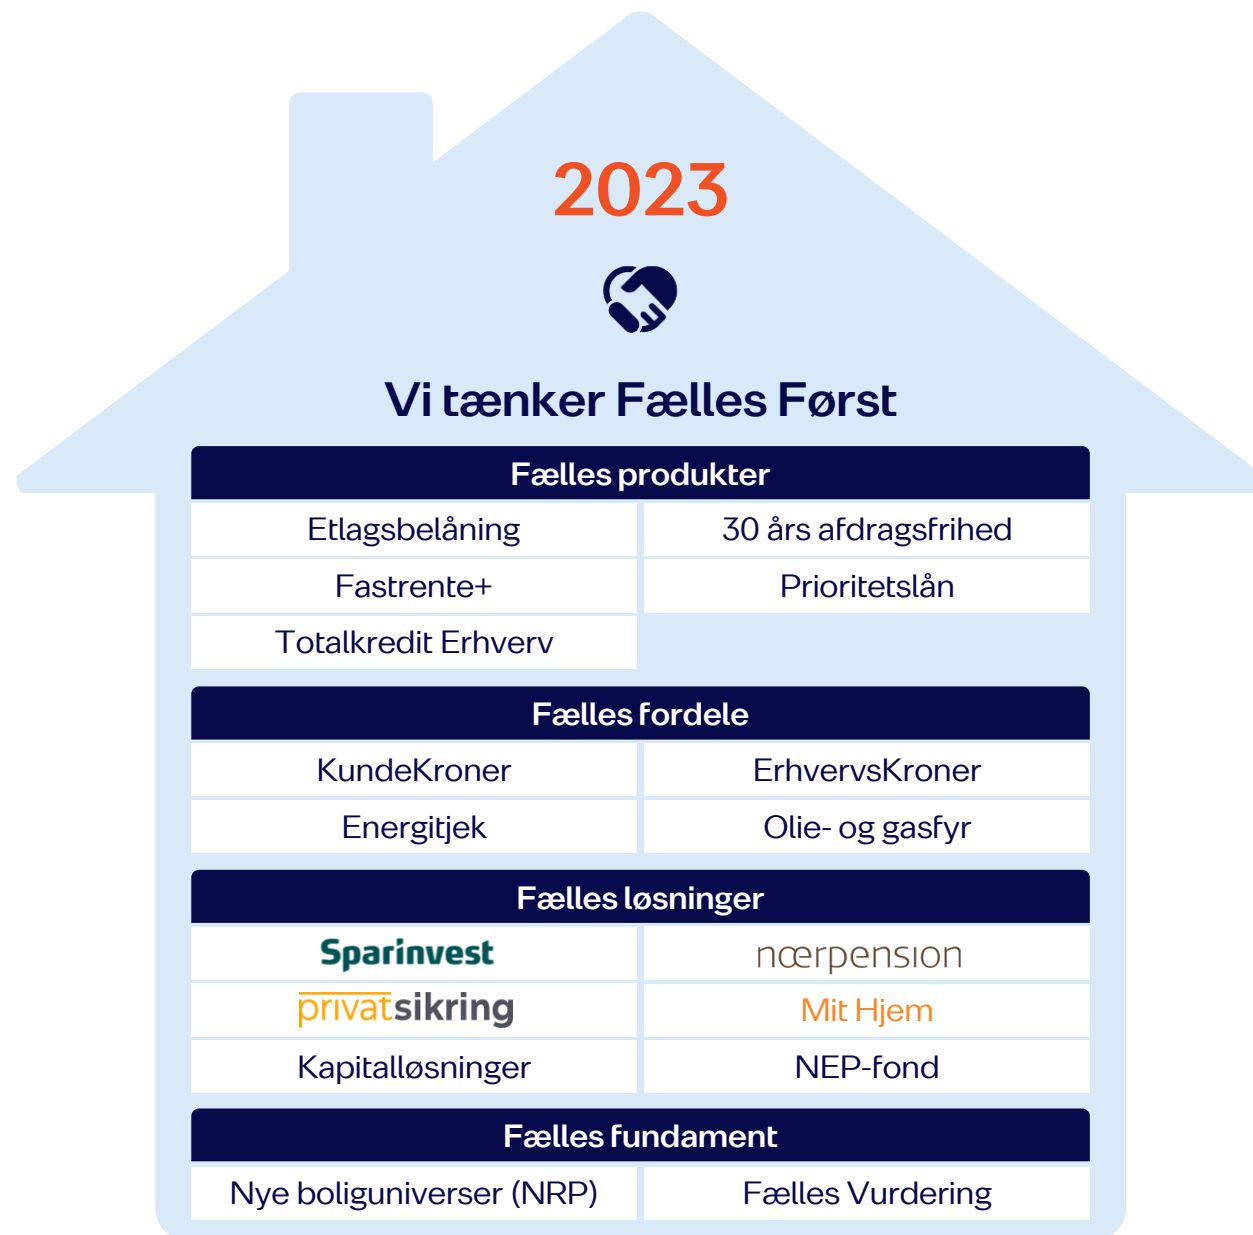 2023
Vi tænker Fælles Først
Fælles produkter
Etlagsbelåning
30 års afdragsfrihed
Fastrente+
Prioritetslån
Totalkredit Erhverv
Fælles fordele
KundeKroner
ErhvervsKroner
Energitjek
Olie- og gasfyr
Fælles løsninger
Sparinvest
nærpension
privatsikring
Mit Hjem
Kapitalløsninger
NEP-fond
Fælles fundament
Nye boliguniverser (NRP)
Fælles Vurdering